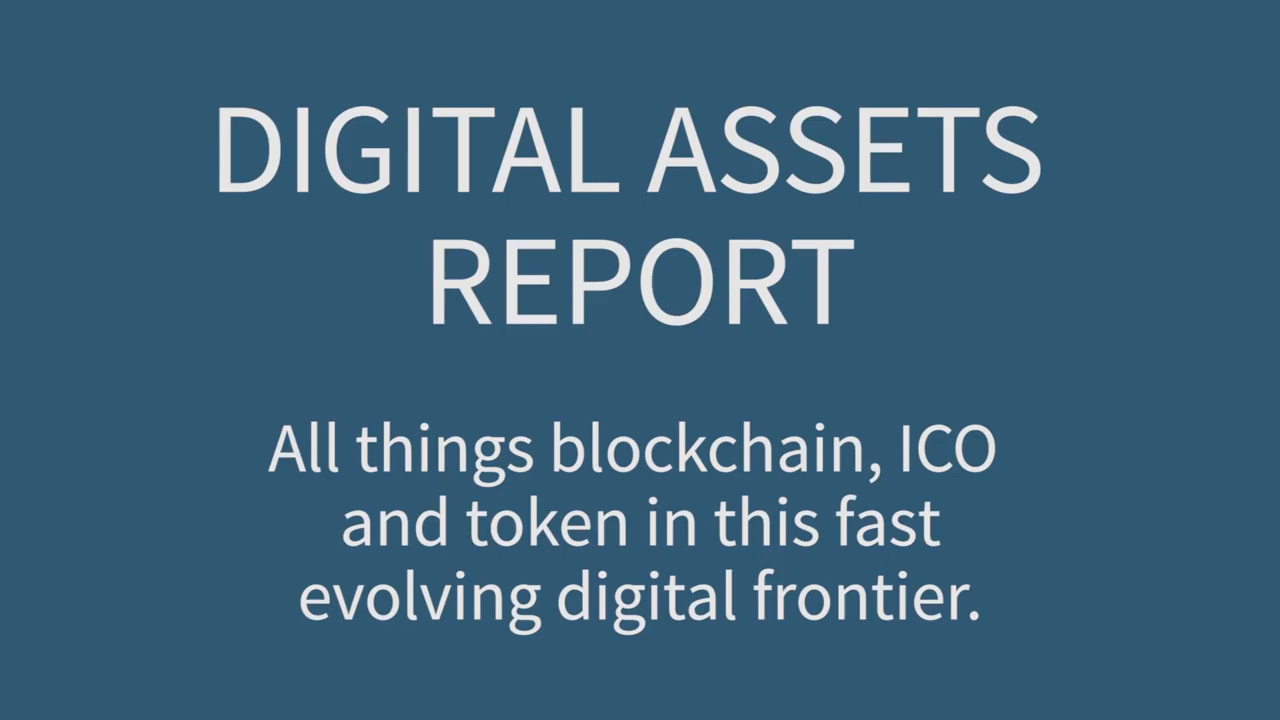 DIGITAL ASSETS
REPORT
All things blockchain, ICO
and token in this fast
evolving digital frontier.